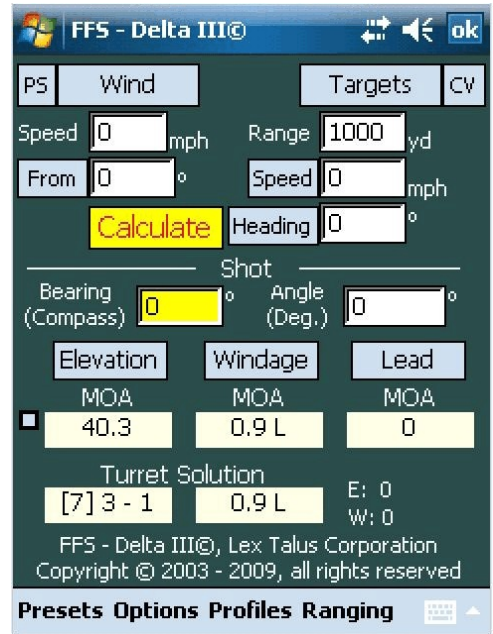 FFS - Delta III©
ok
PS Wind Targets CV
Speed 0 mph Range 1000 yd
From 0 ° Speed 0 mph
Calculate Heading 0 °
Shot
Bearing (Compass) 0 ° Angle (Deg.) 0 °
Elevation Windage Lead
MOA MOA MOA
40.3 0.9 L 0
Turret Solution
[7] 3 - 1 0.9 L E: 0
W: 0
FFS - Delta III©, Lex Talus Corporation
Copyright © 2003 - 2009, all rights reserved
Presets Options Profiles Ranging